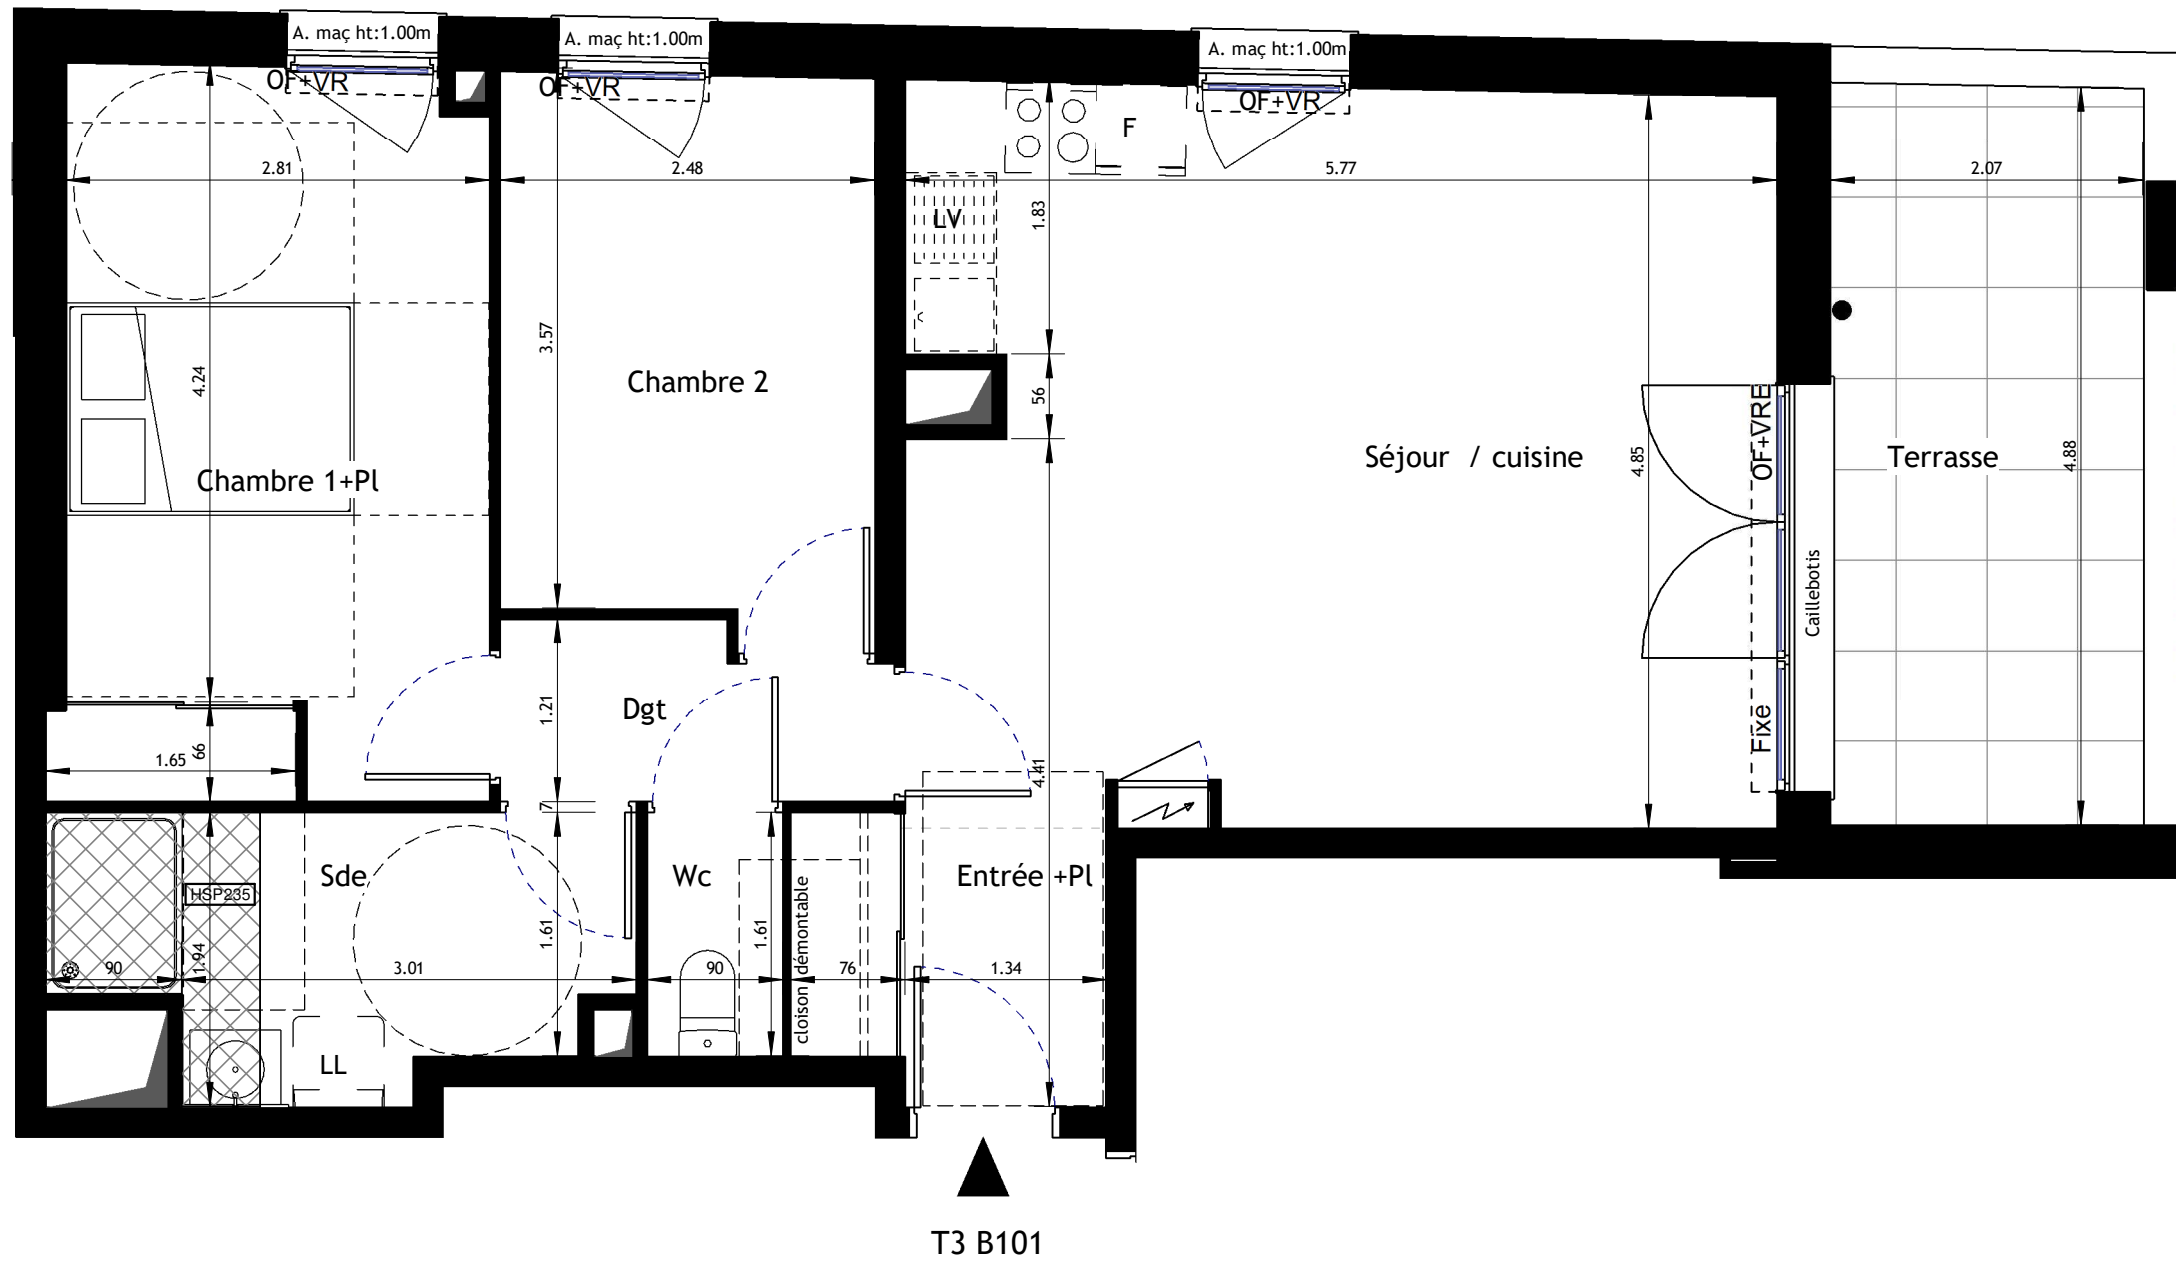 A. maç ht:1.00m
A. maç ht:1.00m
A. maç ht:1.00m
OF+VR
OF+VR
OF+VR
F
2.81
2.48
5.77
2.07
LV
1.83
3.57
4.24
Chambre 2
56
Chambre 1+Pl
Séjour / cuisine
4.85
OF+VRE
Terrasse
4.88
Caillebotis
Dgt
1.21
Fixe
1.65
66
4.41
7
Sde
Wc
Entrée +Pl
HSP235
cloison démontable
90
1.94
3.01
1.61
90
1.61
76
1.34
LL
T3 B101